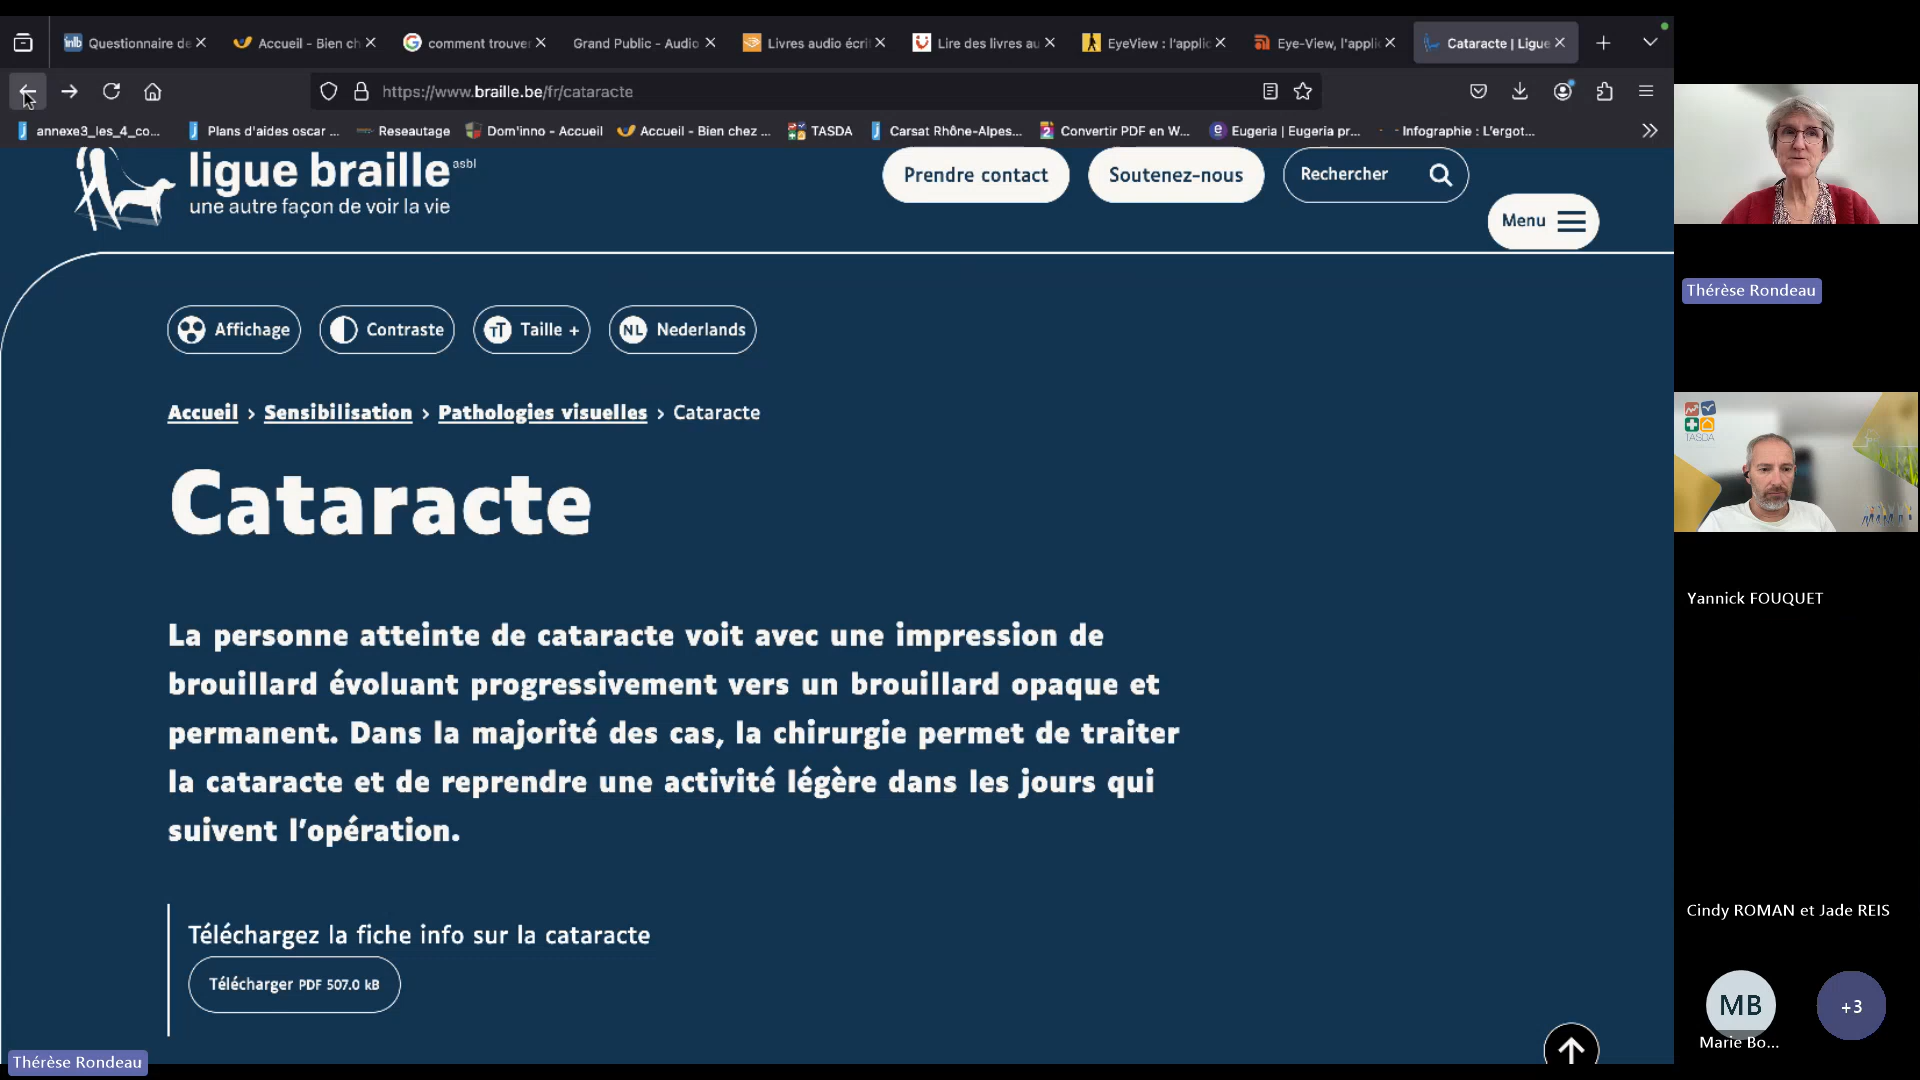 Questionnaire de
Accueil - Bien ch
comment trouve
Grand Public - Audio
Livres audio écri
Lire des livres au
EyeView : l'applic
Eye-View, l'appli
Cataracte | Ligue
https://www.braille.be/fr/cataracte
annexe3_les_4_co...
Plans d'aides oscar ...
Reseautage
Dom'inno - Accueil
Accueil - Bien chez ...
TASDA
Carsat Rhône-Alpes...
Convertir PDF en W...
Eugeria | Eugeria pr...
Infographie : L'ergot...
ligue braille asbl
une autre façon de voir la vie
Prendre contact
Soutenez-nous
Rechercher
Menu
Affichage
Contraste
TT Taille +
NL Nederlands
Accueil › Sensibilisation › Pathologies visuelles › Cataracte
Cataracte
La personne atteinte de cataracte voit avec une impression de
brouillard évoluant progressivement vers un brouillard opaque et
permanent. Dans la majorité des cas, la chirurgie permet de traiter
la cataracte et de reprendre une activité légère dans les jours qui
suivent l'opération.
Téléchargez la fiche info sur la cataracte
Télécharger PDF 507.0 kB
Thérèse Rondeau
Thérèse Rondeau
TASDA
Yannick FOUQUET
Cindy ROMAN et Jade REIS
MB
+3
Marie Bo...